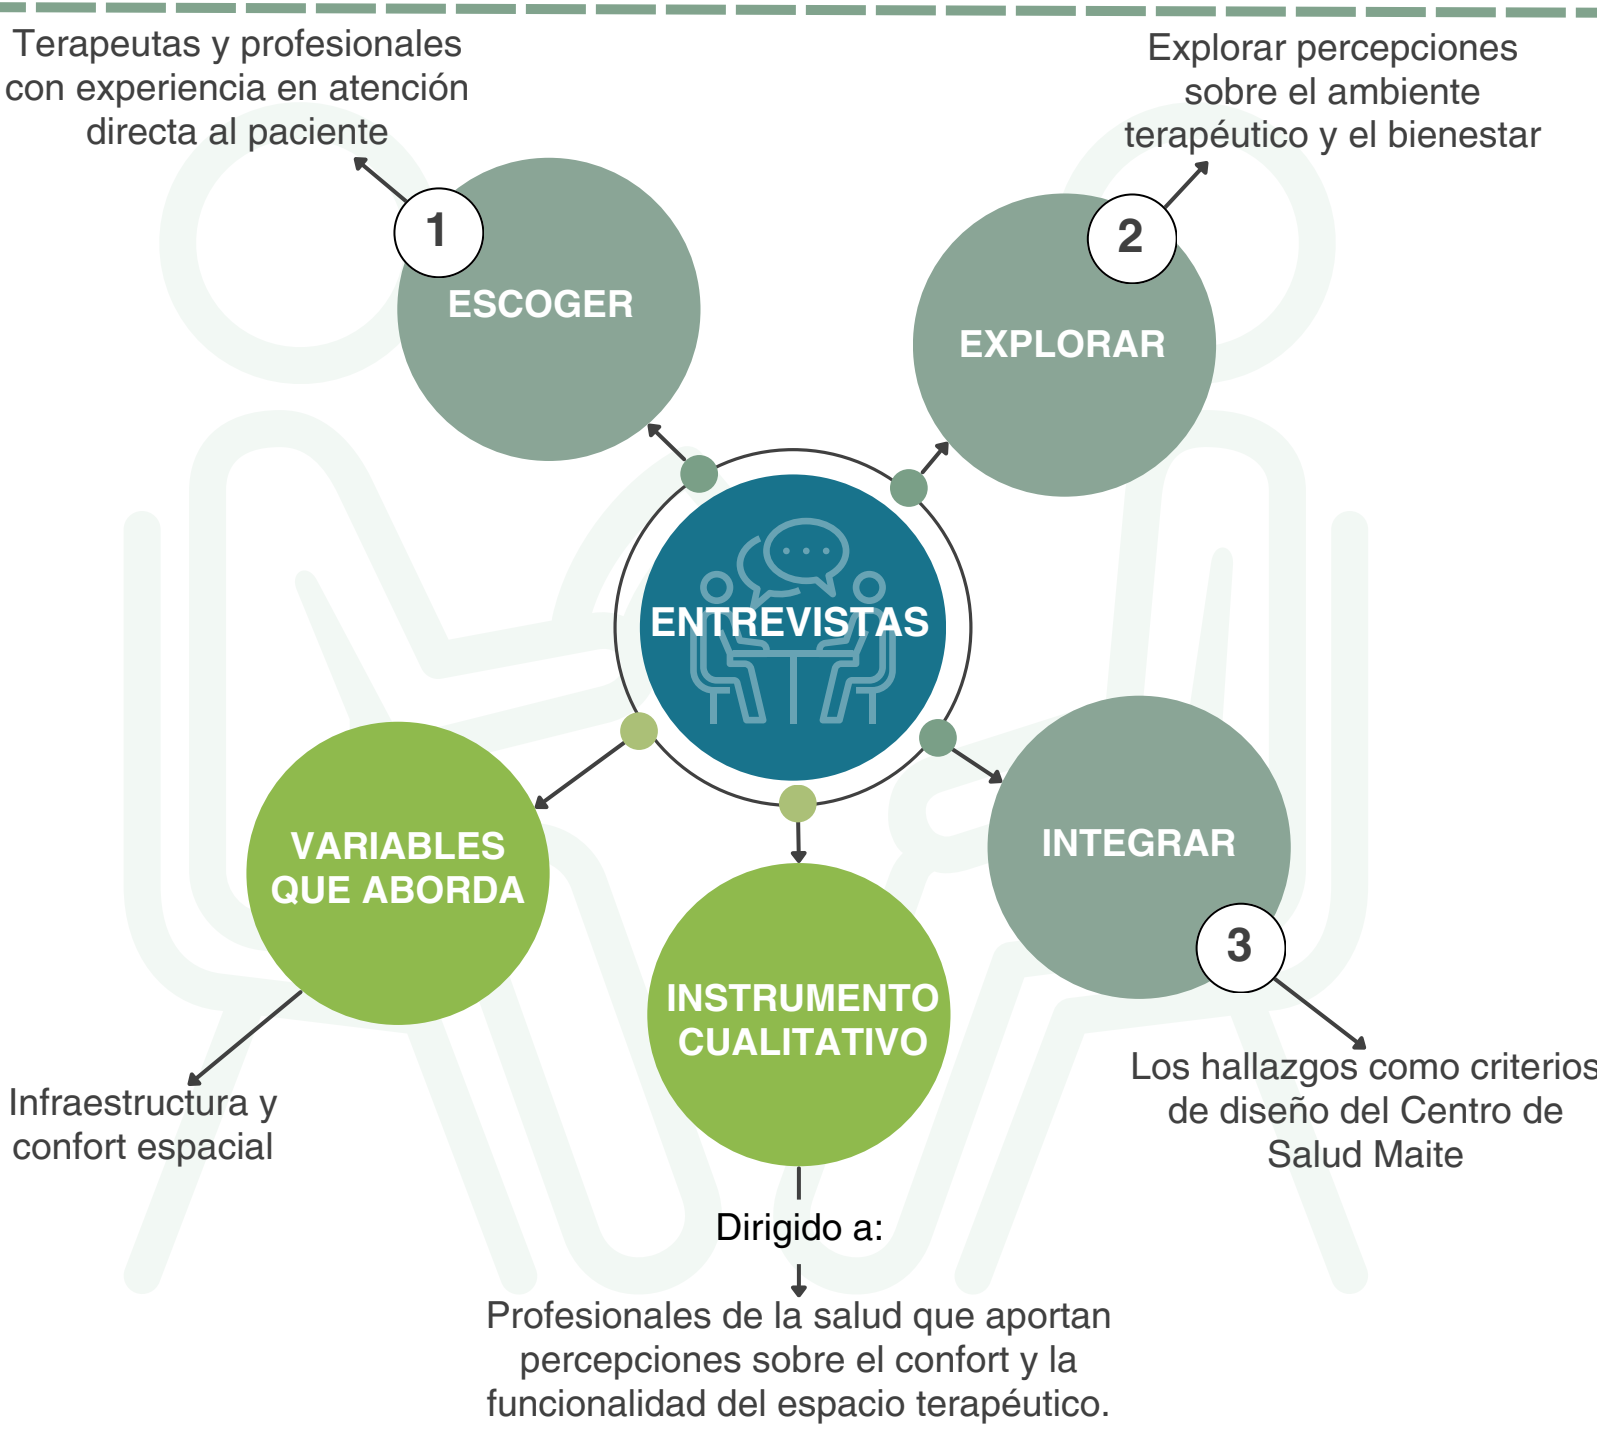 Terapeutas y profesionales
con experiencia en atención
directa al paciente
1
ESCOGER
Explorar percepciones
sobre el ambiente
terapéutico y el bienestar
2
EXPLORAR
ENTREVISTAS
VARIABLES
QUE ABORDA
Infraestructura y
confort espacial
INSTRUMENTO
CUALITATIVO
Dirigido a:
Profesionales de la salud que aportan
percepciones sobre el confort y la
funcionalidad del espacio terapéutico.
INTEGRAR
3
Los hallazgos como criterios
de diseño del Centro de
Salud Maite